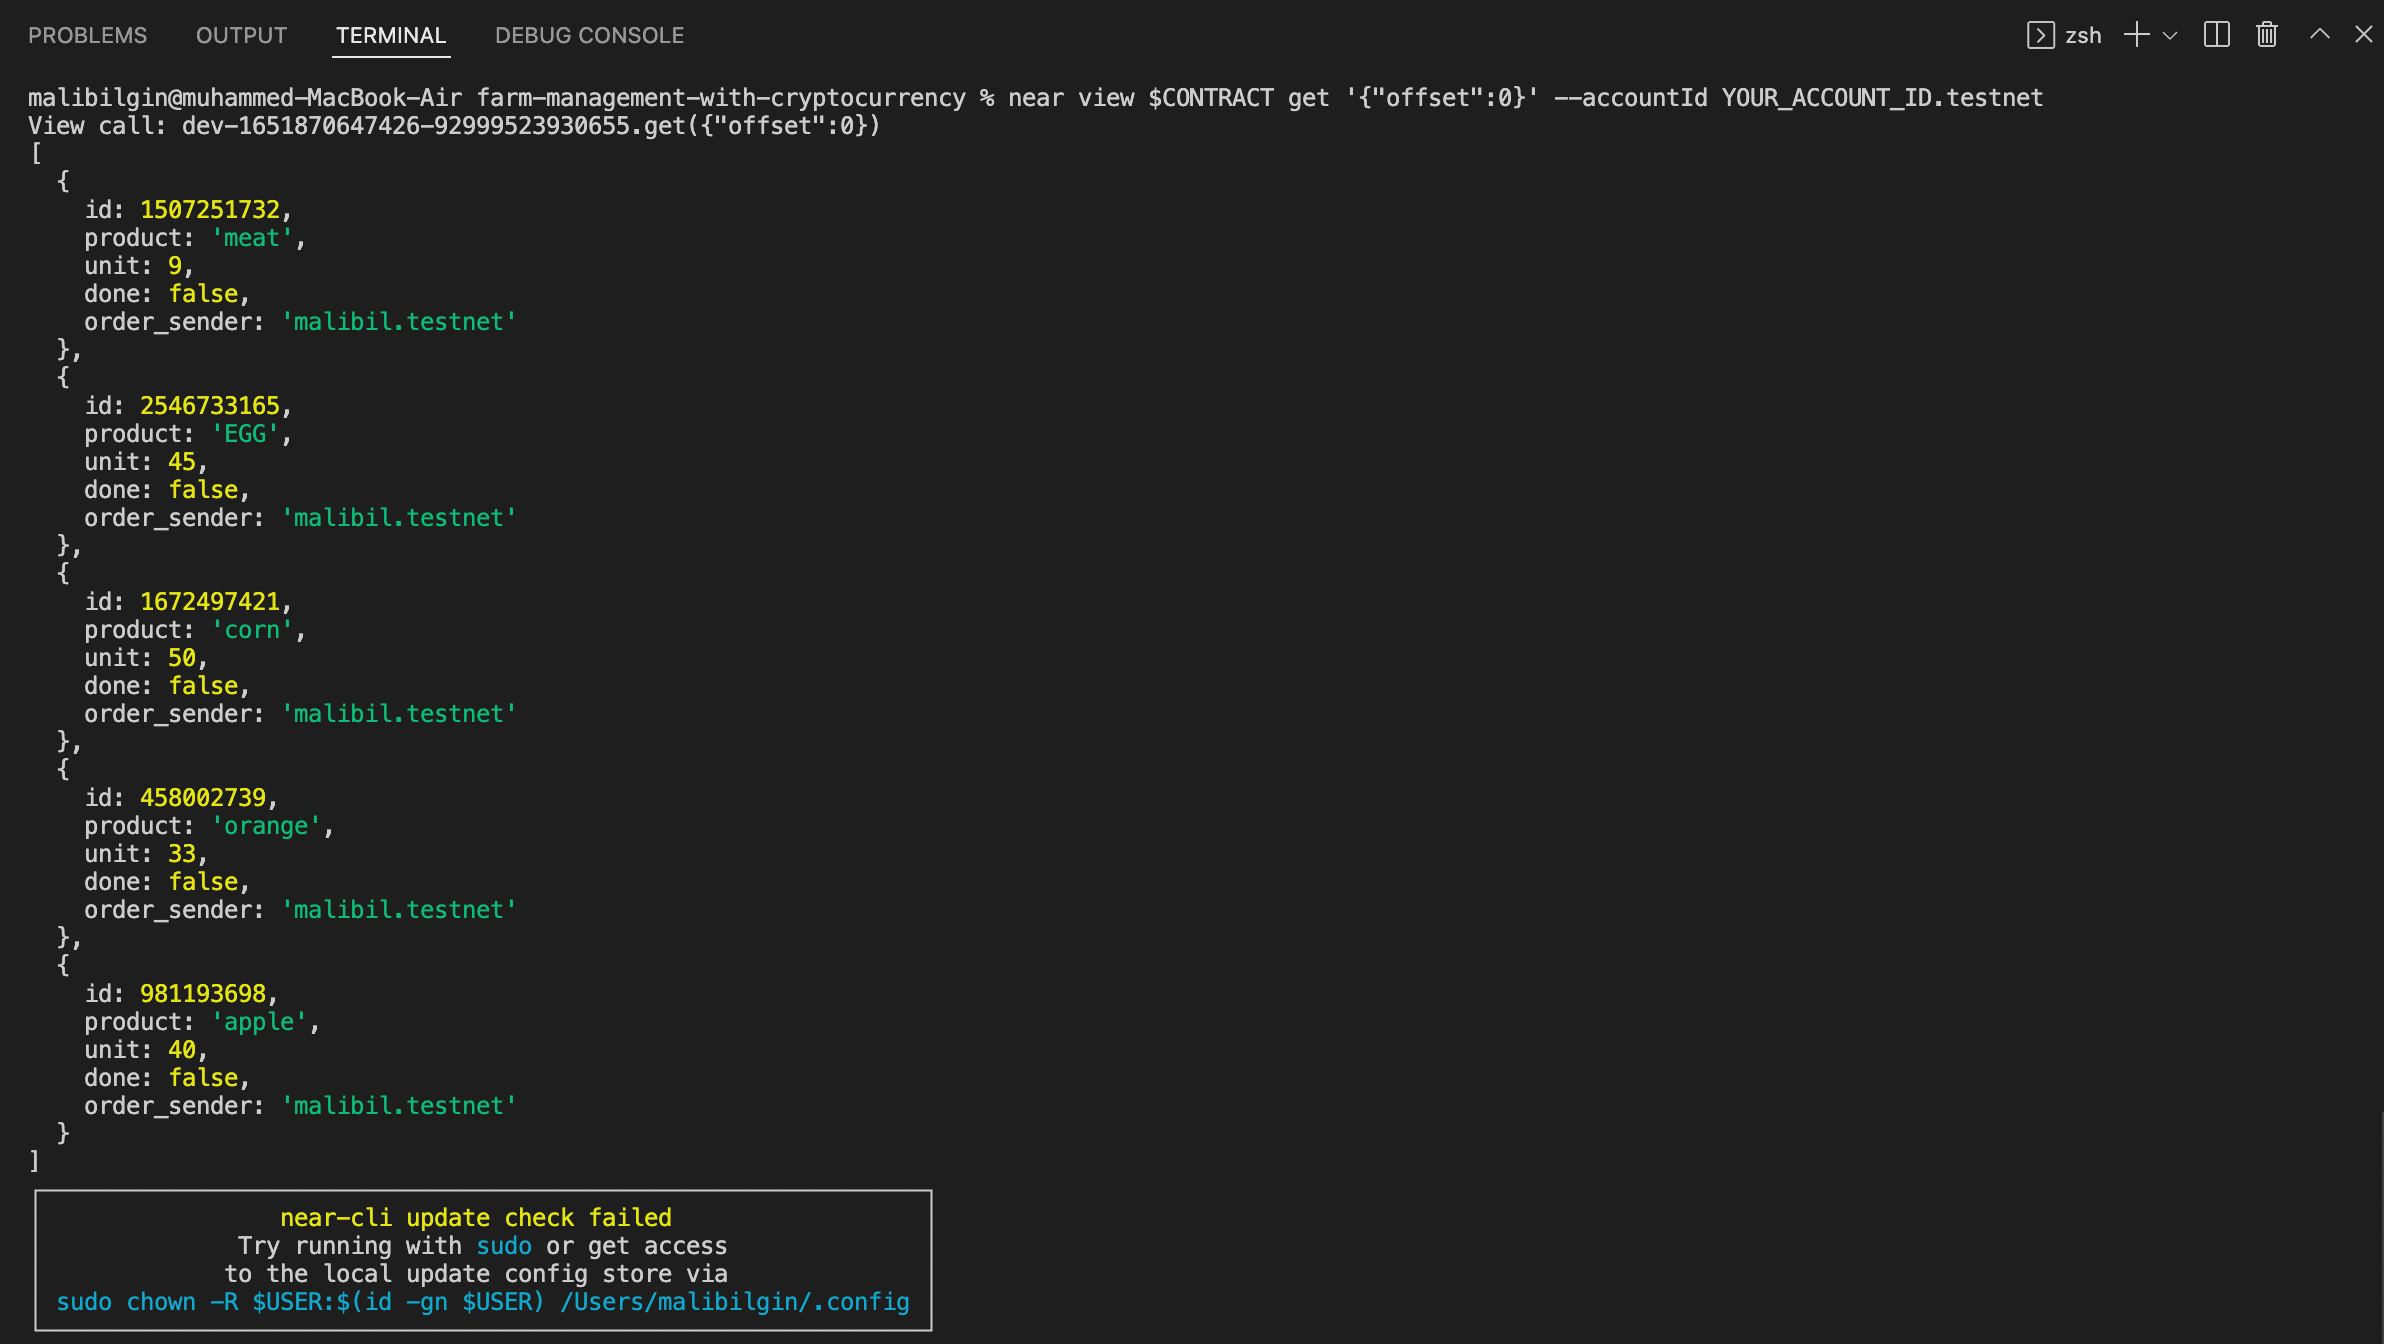 PROBLEMS OUTPUT TERMINAL DEBUG CONSOLE zsh
malibilgin@muhammed-MacBook-Air farm-management-with-cryptocurrency % near view $CONTRACT get '{"offset":0}' --accountId YOUR_ACCOUNT_ID.testnet
View call: dev-1651870647426-92999523930655.get({"offset":0})
[
  {
    id: 1507251732,
    product: 'meat',
    unit: 9,
    done: false,
    order_sender: 'malibil.testnet'
  },
  {
    id: 2546733165,
    product: 'EGG',
    unit: 45,
    done: false,
    order_sender: 'malibil.testnet'
  },
  {
    id: 1672497421,
    product: 'corn',
    unit: 50,
    done: false,
    order_sender: 'malibil.testnet'
  },
  {
    id: 458002739,
    product: 'orange',
    unit: 33,
    done: false,
    order_sender: 'malibil.testnet'
  },
  {
    id: 981193698,
    product: 'apple',
    unit: 40,
    done: false,
    order_sender: 'malibil.testnet'
  }
]
near-cli update check failed
Try running with sudo or get access
to the local update config store via
sudo chown -R $USER:$(id -gn $USER) /Users/malibilgin/.config